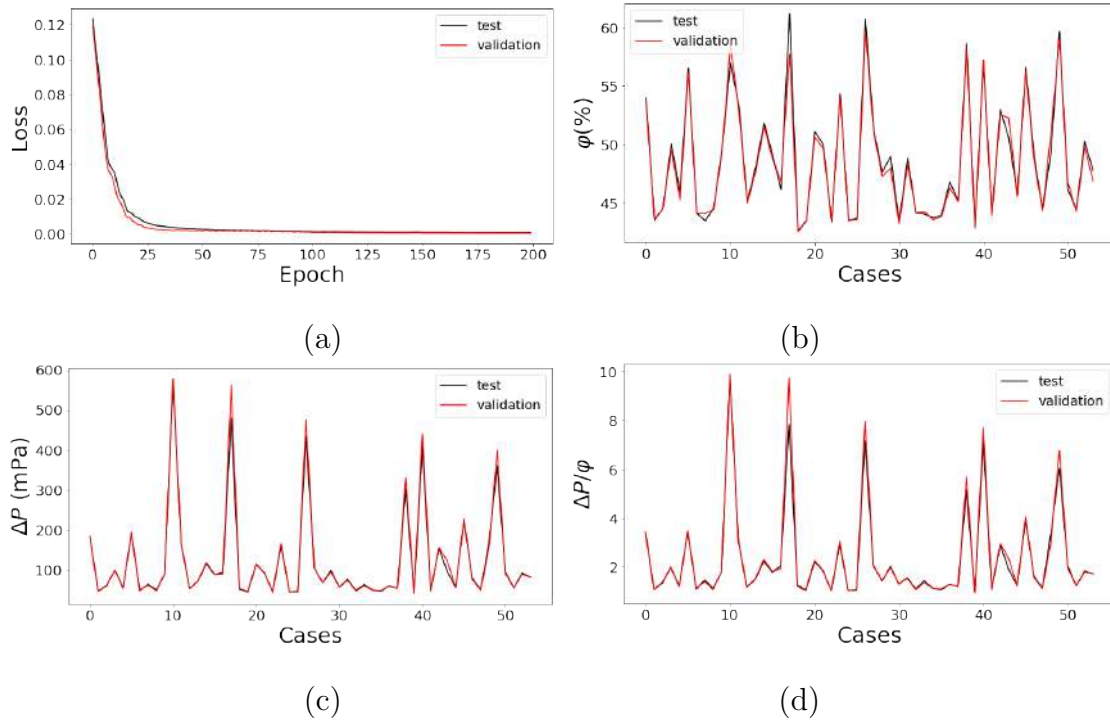 test
validation
0.12
0.10
0.08
0.06
0.04
0.02
0.00
Loss
0 25 50 75 100 125 150 175 200
Epoch
(a)
test
validation
60
55
50
45
φ(%)
0 10 20 30 40 50
Cases
(b)
test
validation
600
500
400
300
200
100
ΔP (mPa)
0 10 20 30 40 50
Cases
(c)
test
validation
10
8
6
4
2
ΔP/φ
0 10 20 30 40 50
Cases
(d)